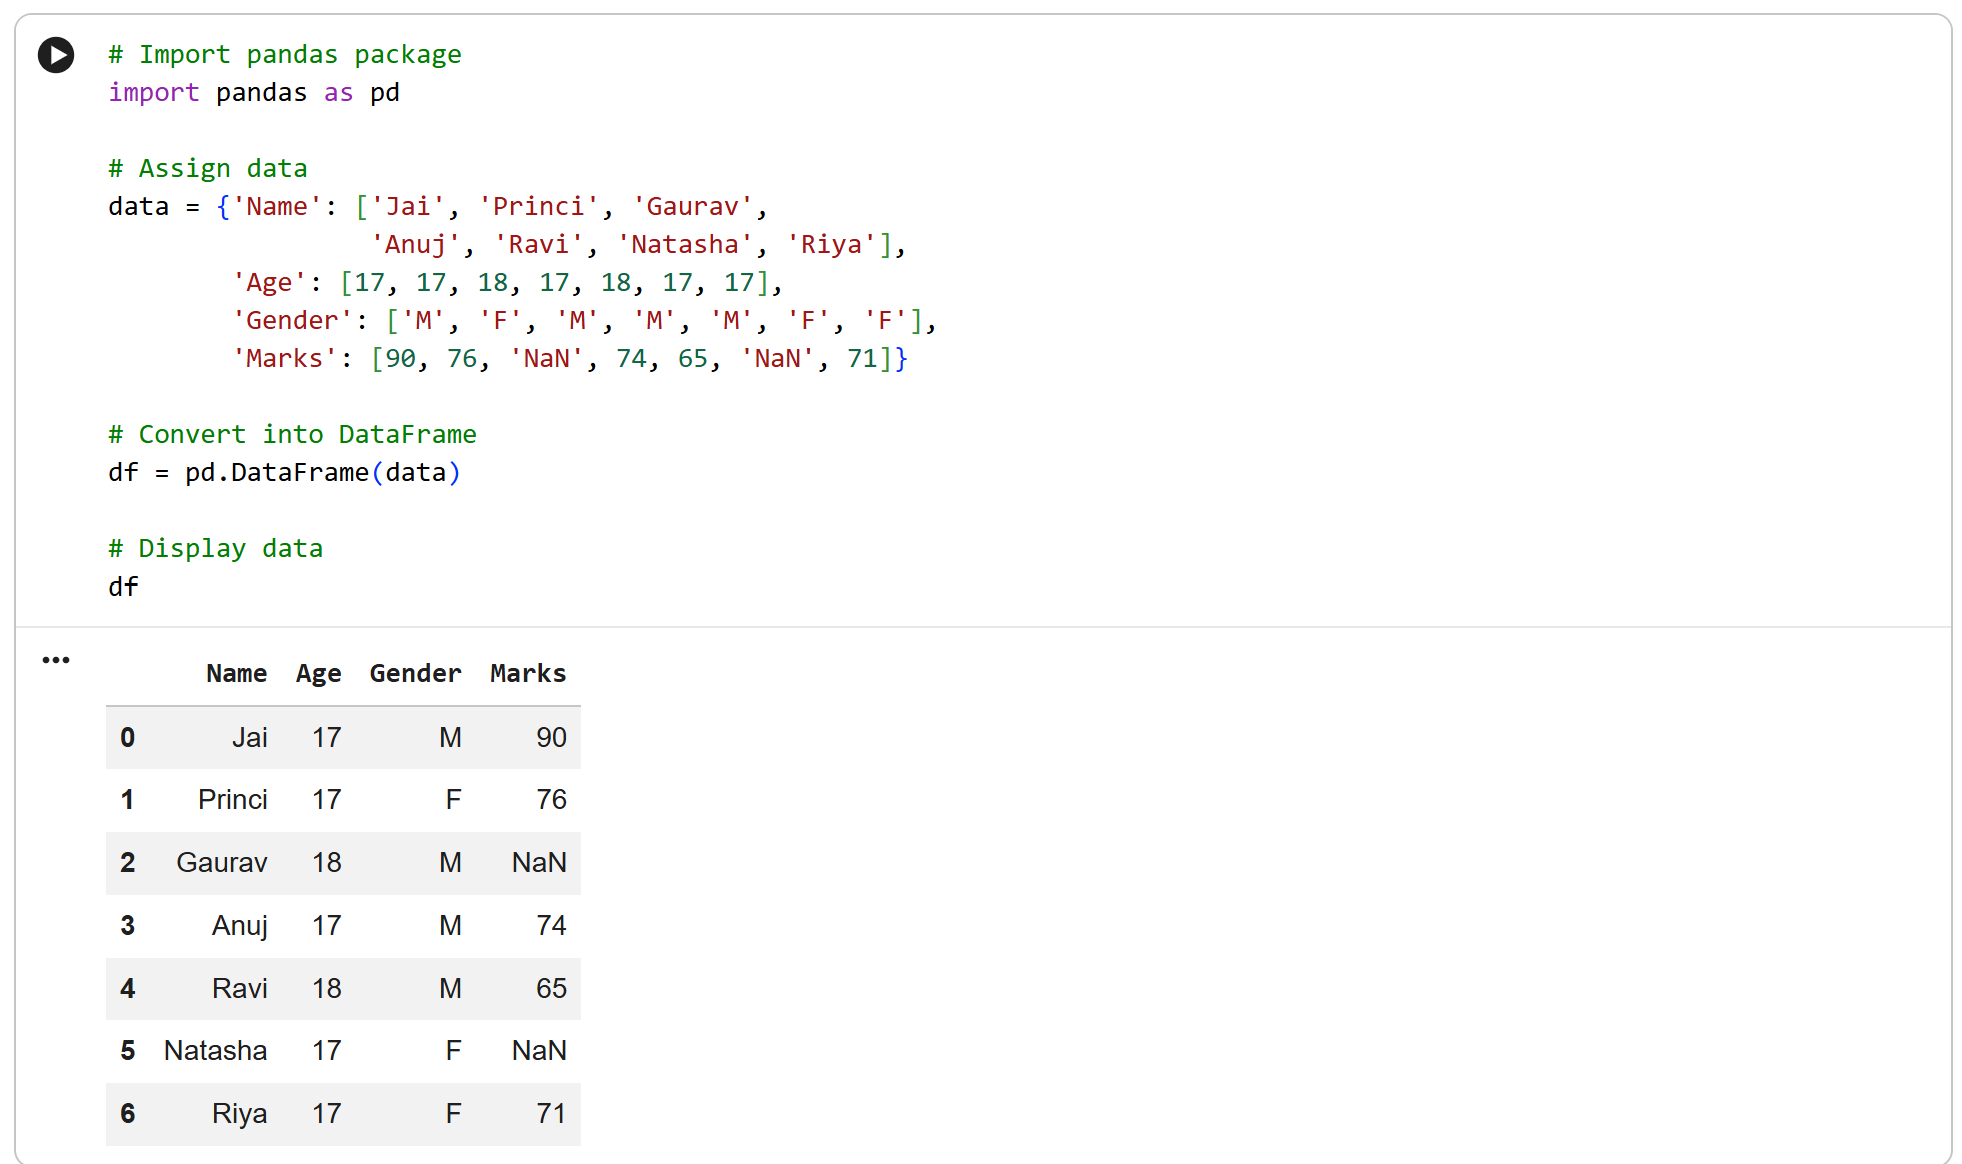 # Import pandas package
import pandas as pd
# Assign data
data = {'Name': ['Jai', 'Princi', 'Gaurav',
'Anuj', 'Ravi', 'Natasha', 'Riya'],
'Age': [17, 17, 18, 17, 18, 17, 17],
'Gender': ['M', 'F', 'M', 'M', 'M', 'F', 'F'],
'Marks': [90, 76, 'NaN', 74, 65, 'NaN', 71]}
# Convert into DataFrame
df = pd.DataFrame(data)
# Display data
df
Name Age Gender Marks
0 Jai 17 M 90
1 Princi 17 F 76
2 Gaurav 18 M NaN
3 Anuj 17 M 74
4 Ravi 18 M 65
5 Natasha 17 F NaN
6 Riya 17 F 71